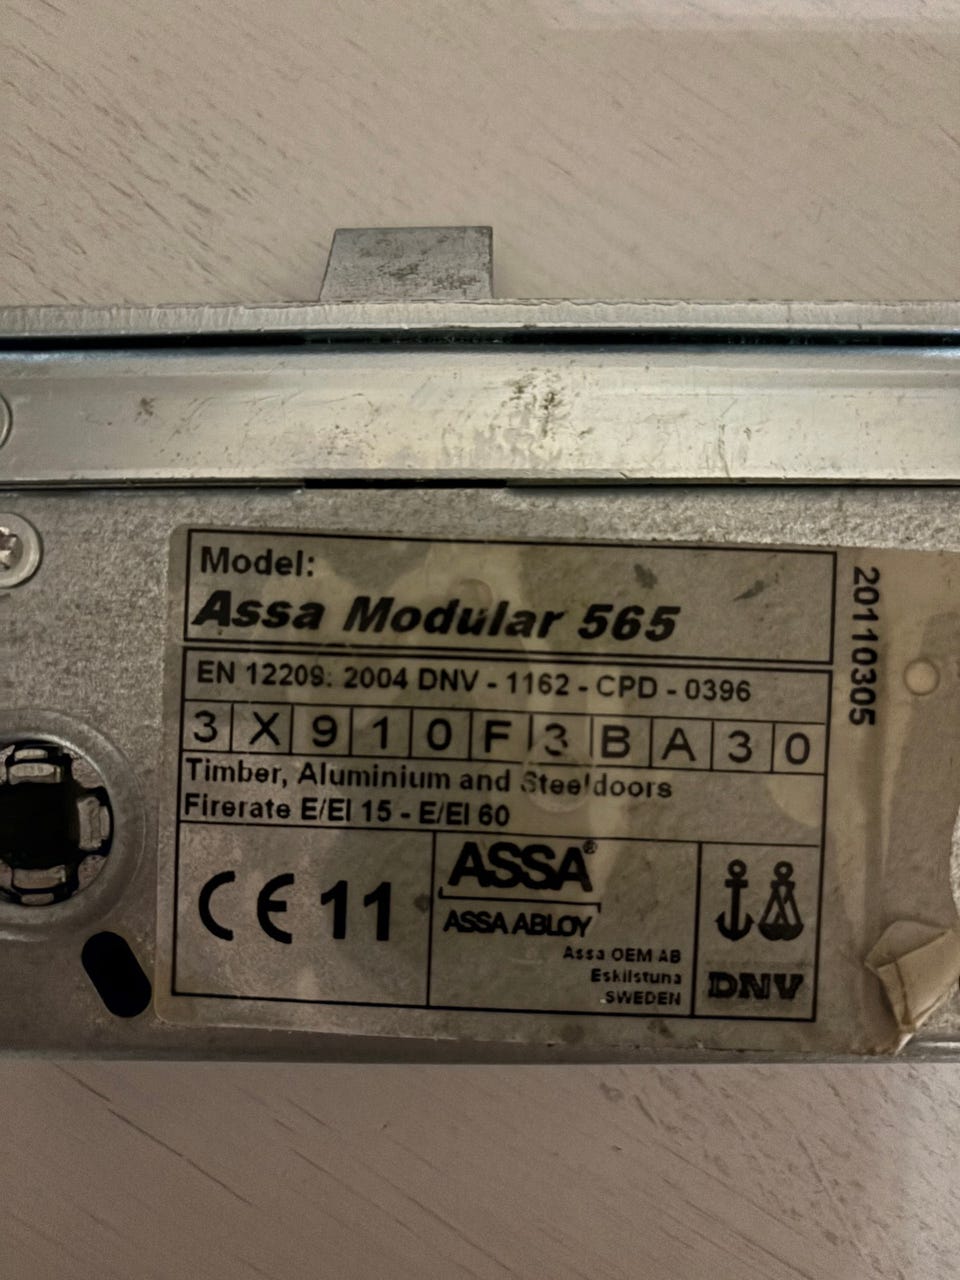 Model:
Assa Modular 565
EN 12209: 2004 DNV - 1162 - CPD - 0396
3 X 9 1 0 F 3 B A 3 0
Timber, Aluminium and Steeldoors
Firerate E/EI 15 - E/EI 60
CE 11
ASSA®
ASSA ABLOY
Assa OEM AB
Eskilstuna
SWEDEN
DNV
20110305